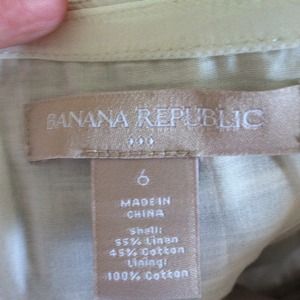 BANANA REPUBLIC
6
MADE IN
CHINA
Shell:
55% Linen
45% Cotton
Lining:
100% Cotton